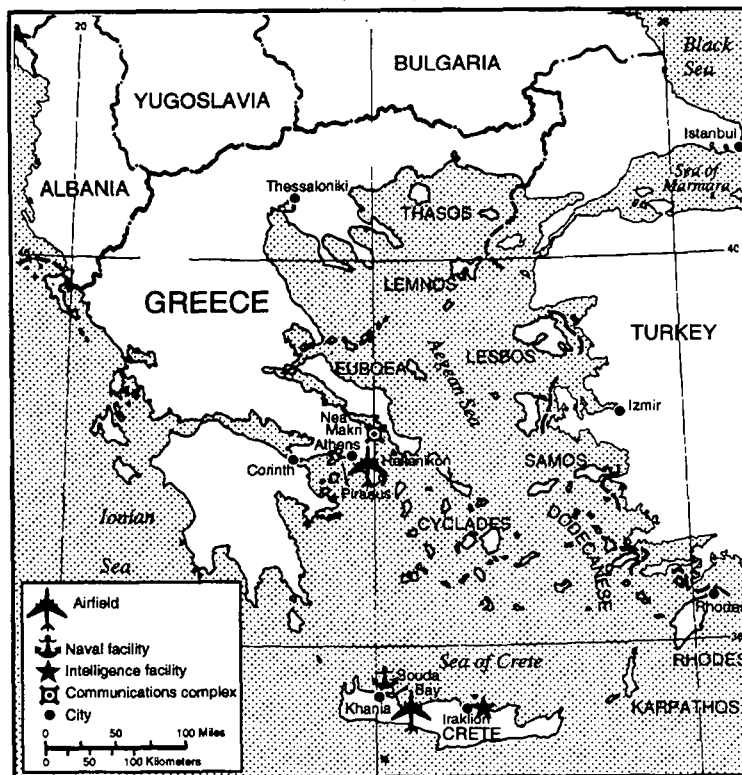 20
25
Black
Sea
BULGARIA
YUGOSLAVIA
Istanbul
Sea of
Marmara
ALBANIA
Thessaloniki
THASOS
40
40
LEMNOS
GREECE
TURKEY
Aegean Sea
LESBOS
EUBOEA
Nea
Makri
Izmir
Athens
Hellenikon
Corinth
SAMOS
Piraeus
Ionian
Sea
CYCLADES
DODECANESE
Rhodes
RHODES
Sea of Crete
Souda
Bay
Khania
Iraklion
CRETE
KARPATHOS
Airfield
Naval facility
Intelligence facility
Communications complex
City
0 50 100 Miles
0 50 100 Kilometers